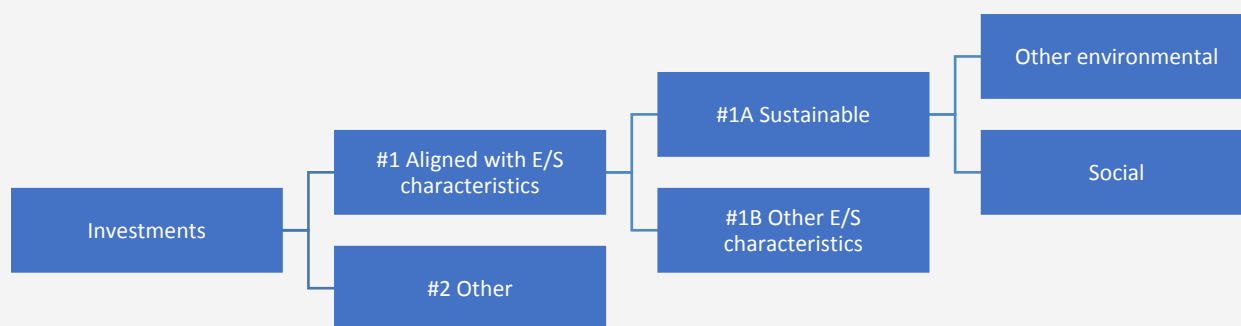 Investments
#1 Aligned with E/S
characteristics
#2 Other
#1A Sustainable
#1B Other E/S
characteristics
Other environmental
Social